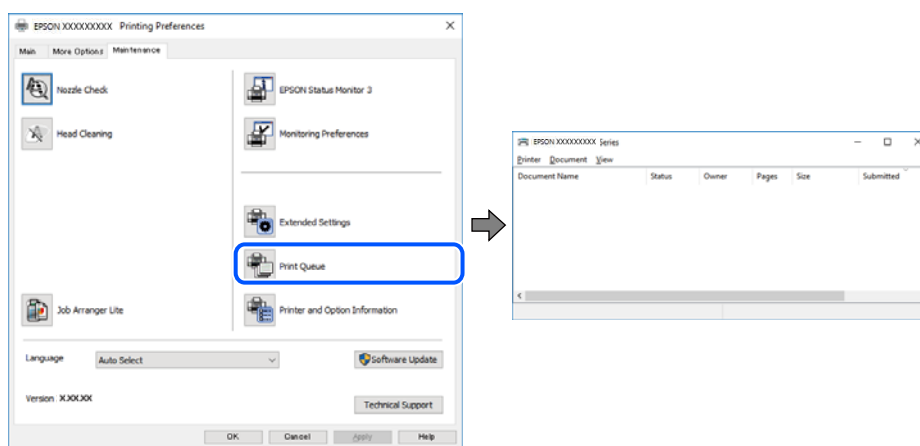 EPSON XXXXXXXXX Printing Preferences
Main More Options Maintenance
Nozzle Check
EPSON Status Monitor 3
Head Cleaning
Monitoring Preferences
Extended Settings
Print Queue
Job Arranger Lite
Printer and Option Information
Language Auto Select
Software Update
Version X.XX.XX
Technical Support
OK Cancel Apply Help
EPSON XXXXXXXXX Series
Printer Document View
Document Name Status Owner Pages Size Submitted